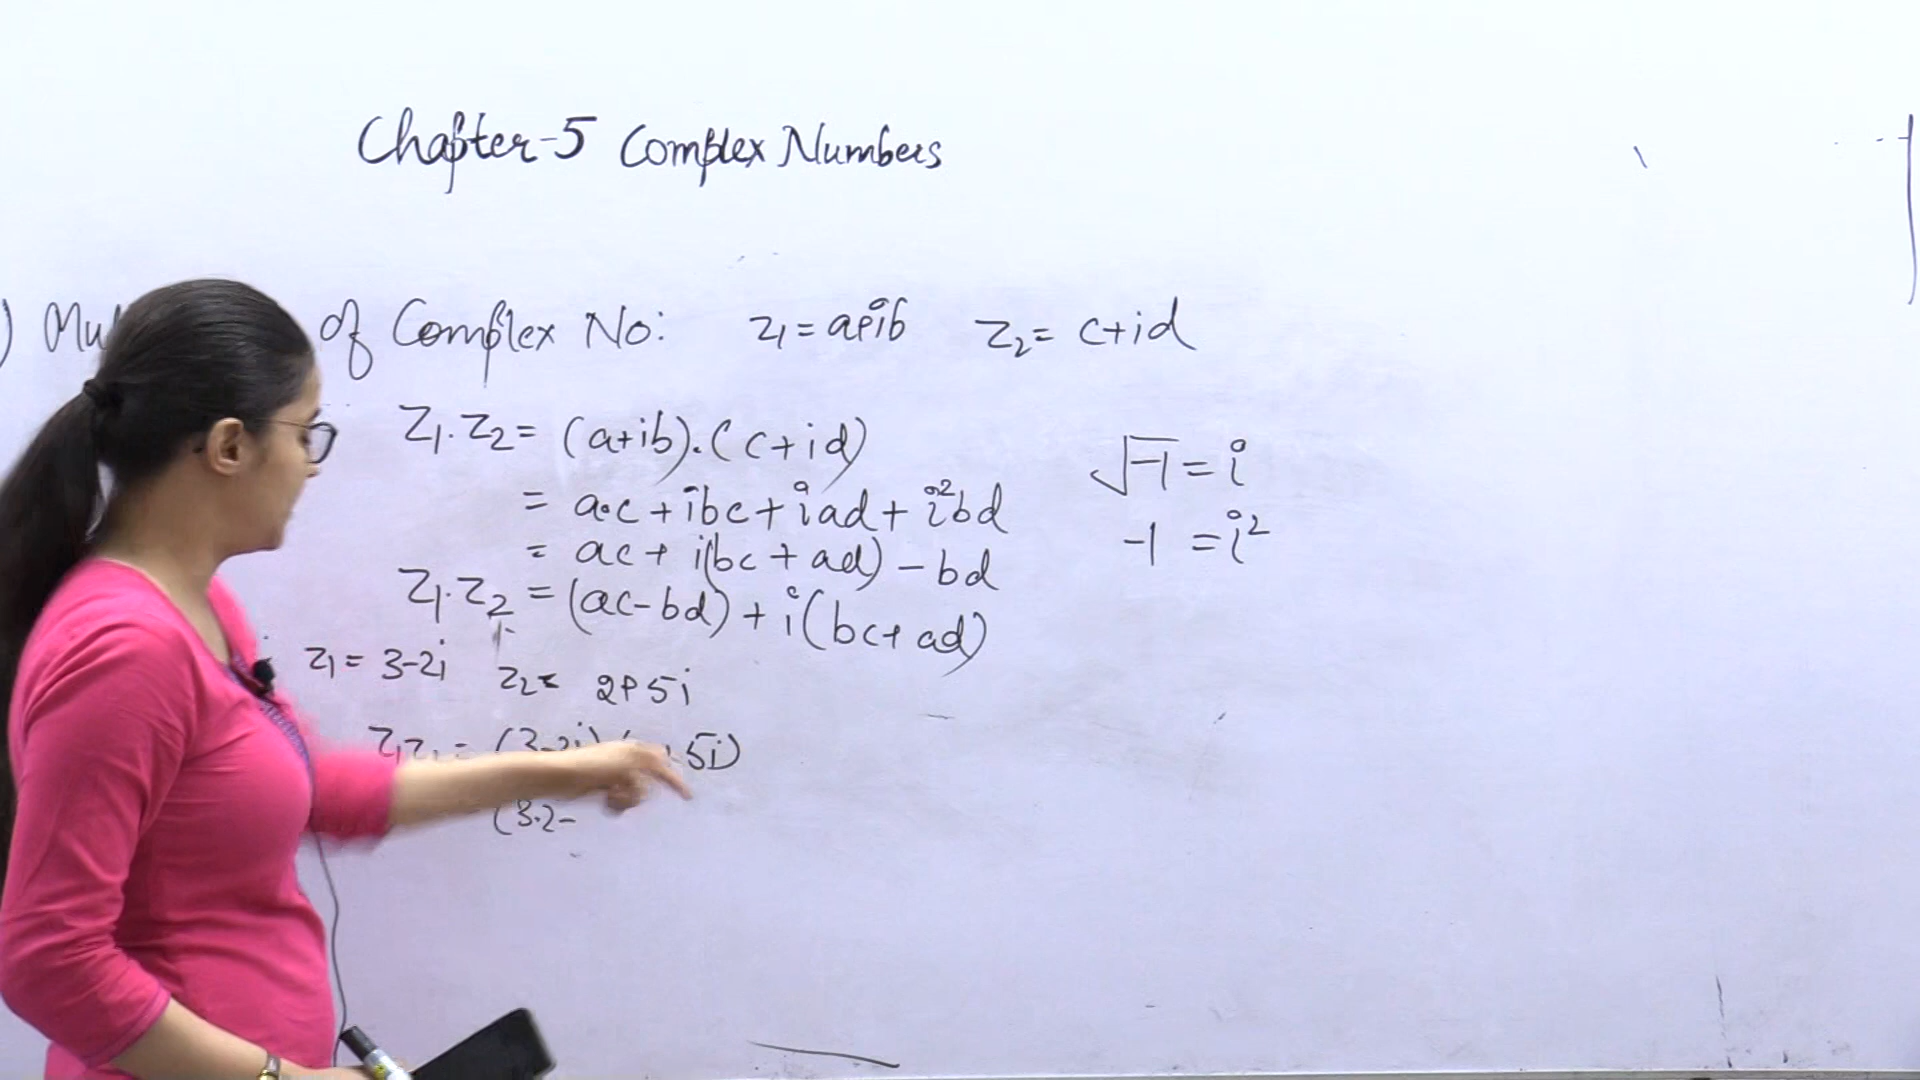 Chapter-5 Complex Numbers
of Complex No: z₁ = a+ib z₂ = c+id
z₁.z₂ = (a+ib).(c+id)
= a.c + ibc + iad + i²bd
= ac + i(bc + ad) - bd
z₁.z₂ = (ac-bd) + i(bc+ad)
√-1 = i
-1 = i²
z₁ = 3-2i z₂ = 2+5i
(3-2i) 5i)
(3.2-